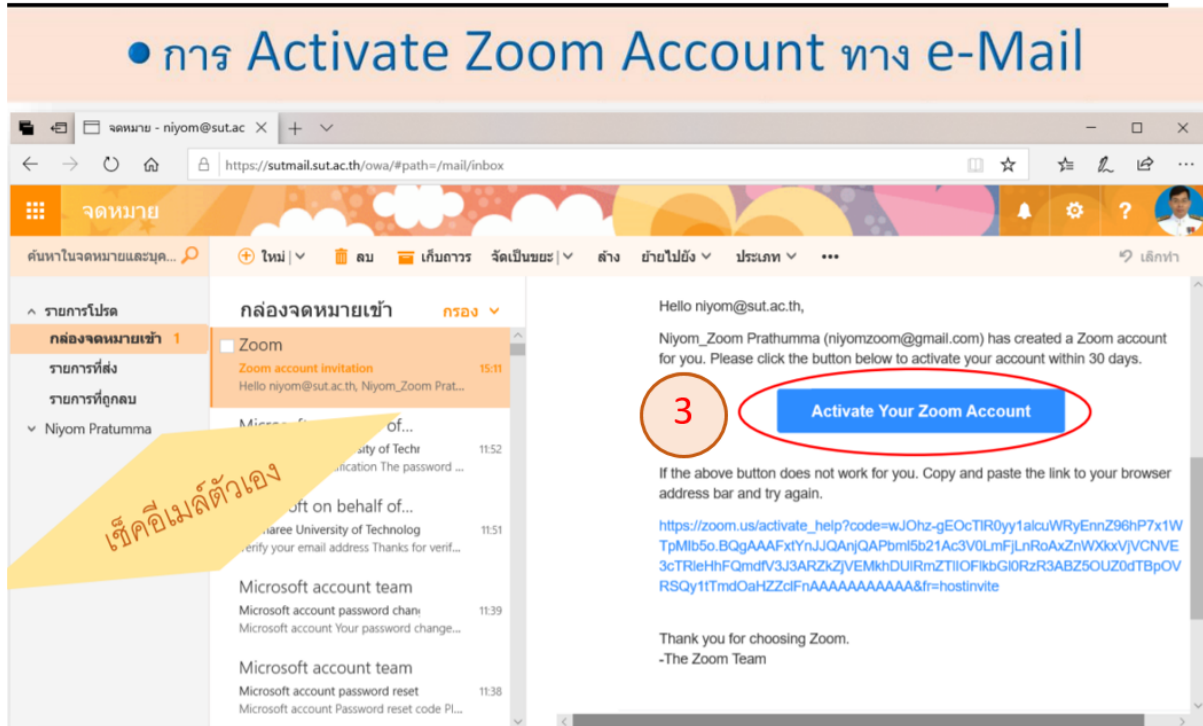 • การ Activate Zoom Account ทาง e-Mail
จดหมาย - niyom@sut.ac
https://sutmail.sut.ac.th/owa/#path=/mail/inbox
จดหมาย
ค้นหาในจดหมายและบุค...
ใหม่
ลบ
เก็บถาวร
จัดเป็นขยะ
ล้าง
ย้ายไปยัง
ประเภท
เลิกทำ
รายการโปรด
กล่องจดหมายเข้า 1
รายการที่ส่ง
รายการที่ถูกลบ
Niyom Pratumma
เช็คอีเมล์ตัวเอง
กล่องจดหมายเข้า
กรอง
Zoom
Zoom account invitation 15:11
Hello niyom@sut.ac.th, Niyom_Zoom Prat...
of...
sity of Techr 11:52
The password ...
oft on behalf of...
aree University of Technolog 11:51
erify your email address Thanks for verif...
Microsoft account team
Microsoft account password chan 11:39
Microsoft account Your password change...
Microsoft account team
Microsoft account password reset 11:38
Microsoft account Password reset code Pl...
Hello niyom@sut.ac.th,
Niyom_Zoom Prathumma (niyomzoom@gmail.com) has created a Zoom account
for you. Please click the button below to activate your account within 30 days.
3
Activate Your Zoom Account
If the above button does not work for you. Copy and paste the link to your browser
address bar and try again.
https://zoom.us/activate_help?code=wJOhz-gEOcTlR0yy1alcuWRyEnnZ96hP7x1W
TpMlb5o.BQgAAAFxtYnJJQAnjQAPbml5b21Ac3V0LmFjLnRoAxZnWXkxVjVCNVE
3cTRleHhFQmdfV3J3ARZkZjVEMkhDUlRmZTllOFlkbGl0RzR3ABZ5OUZ0dTBpOV
RSQy1tTmdOaHZZclFnAAAAAAAAAAA&fr=hostinvite
Thank you for choosing Zoom.
-The Zoom Team